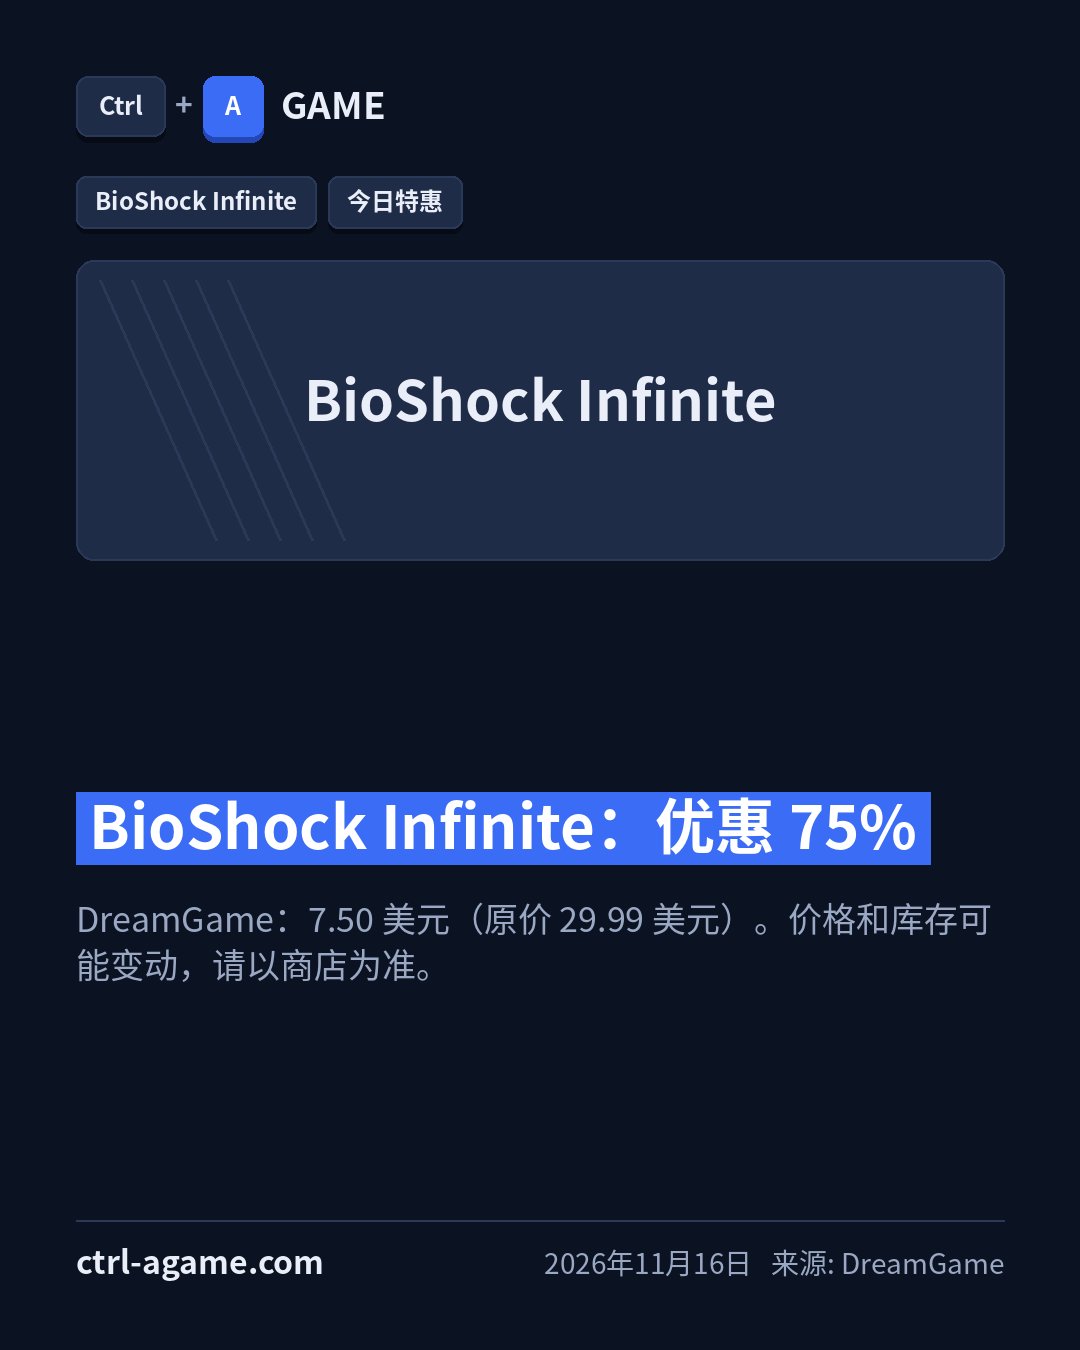 Ctrl + A GAME
BioShock Infinite 今日特惠
BioShock Infinite
BioShock Infinite：优惠 75%
DreamGame：7.50 美元（原价 29.99 美元）。价格和库存可
能变动，请以商店为准。
ctrl-agame.com 2026年11月16日 来源: DreamGame